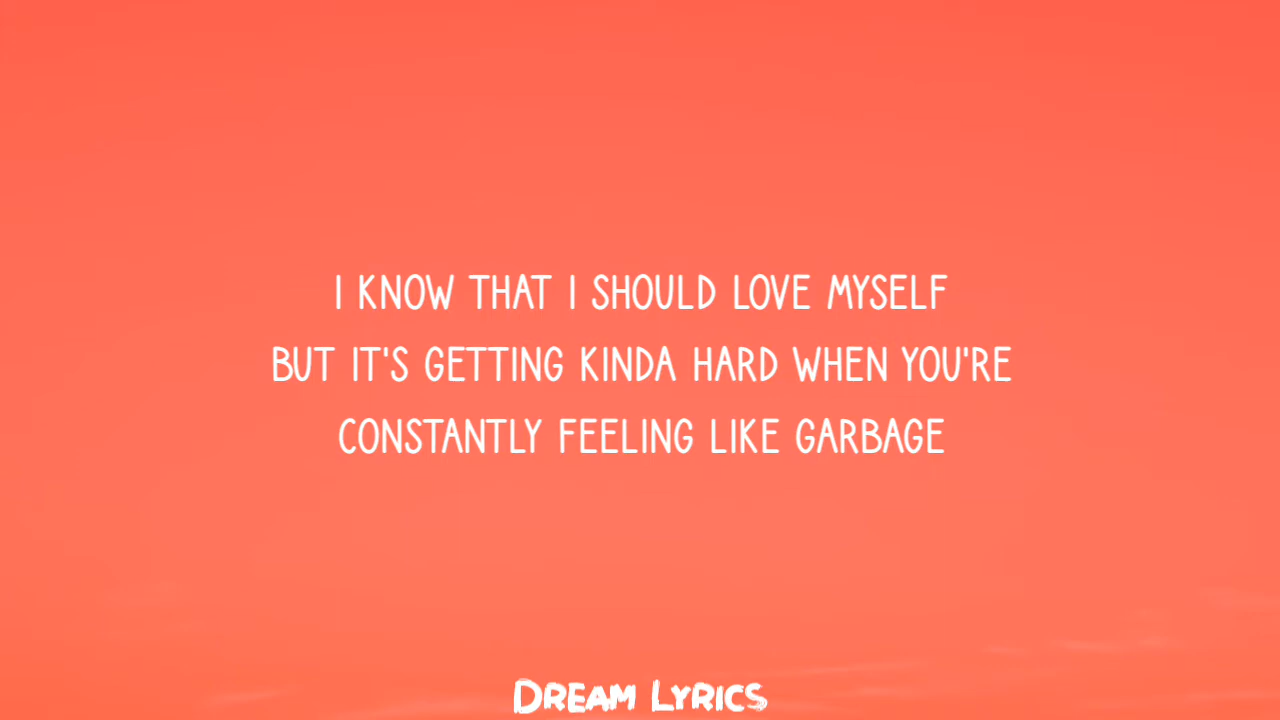 I KNOW THAT I SHOULD LOVE MYSELF
BUT IT'S GETTING KINDA HARD WHEN YOU'RE
CONSTANTLY FEELING LIKE GARBAGE
DREAM LYRICS